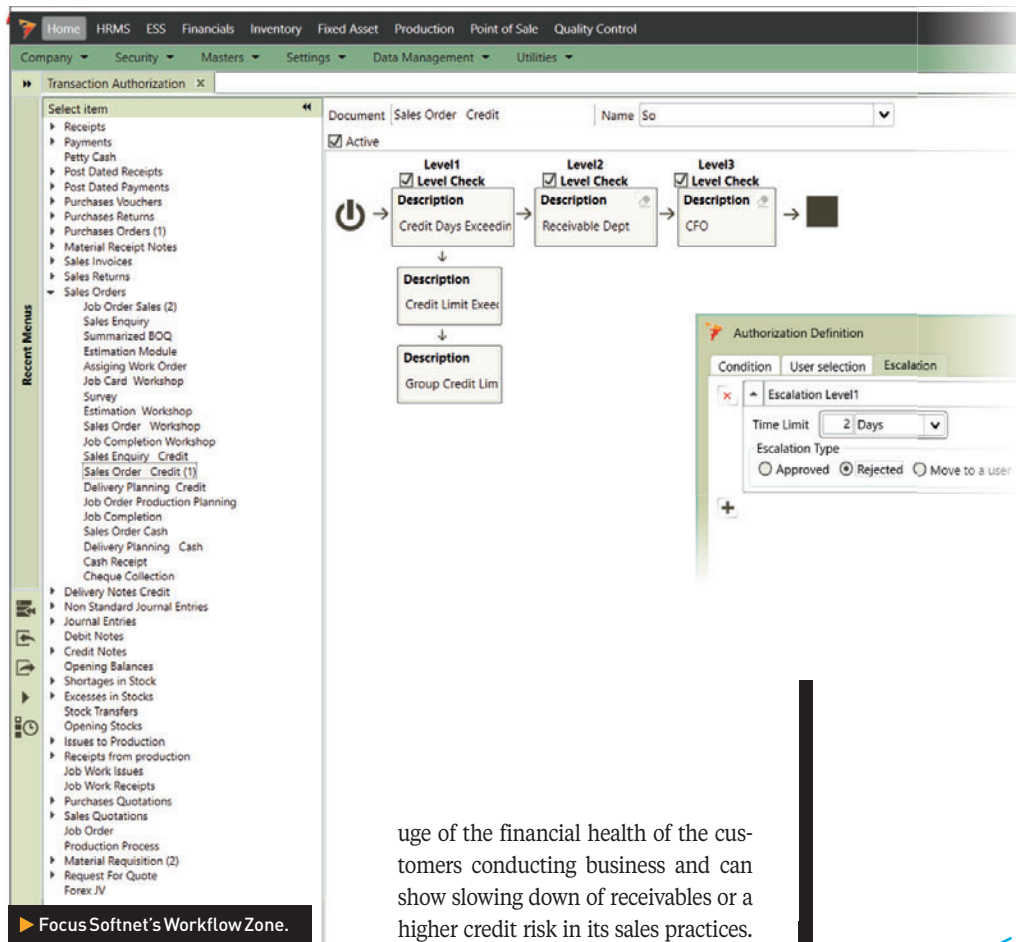 Home HRMS ESS Financials Inventory Fixed Asset Production Point of Sale Quality Control
Company Security Masters Settings Data Management Utilities
Transaction Authorization x
Recent Menus
Select item
Receipts
Payments
Petty Cash
Post Dated Receipts
Post Dated Payments
Purchases Vouchers
Purchases Returns
Purchases Orders (1)
Material Receipt Notes
Sales Invoices
Sales Returns
Sales Orders
Job Order Sales (2)
Sales Enquiry
Summarized BOQ
Estimation Module
Assiging Work Order
Job Card Workshop
Survey
Estimation Workshop
Sales Order Workshop
Job Completion Workshop
Sales Enquiry Credit
Sales Order Credit (1)
Delivery Planning Credit
Job Order Production Planning
Job Completion
Sales Order Cash
Delivery Planning Cash
Cash Receipt
Cheque Collection
Delivery Notes Credit
Non Standard Journal Entries
Journal Entries
Debit Notes
Credit Notes
Opening Balances
Shortages in Stock
Excesses in Stocks
Stock Transfers
Opening Stocks
Issues to Production
Receipts from production
Job Work Issues
Job Work Receipts
Purchases Quotations
Sales Quotations
Job Order
Production Process
Material Requisition (2)
Request For Quote
Forex JV
Document Sales Order Credit Name So
Active
Level1 Level2 Level3
Level Check Level Check Level Check
Description Description Description
Credit Days Exceedin Receivable Dept CFO
Description
Credit Limit Exeec
Description
Group Credit Lim
Authorization Definition
Condition User selection Escalation
x Escalation Level1
Time Limit 2 Days
Escalation Type
Approved Rejected Move to a user
uge of the financial health of the cus-
tomers conducting business and can
show slowing down of receivables or a
higher credit risk in its sales practices.
Focus Softnet's Workflow Zone.